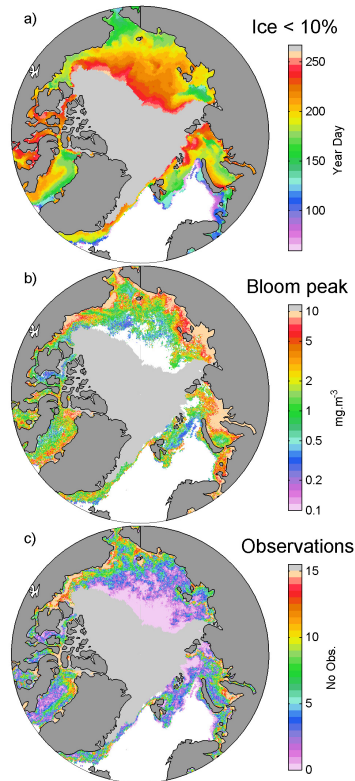 a)
Ice < 10%
250
200
150
100
Year Day
b)
Bloom peak
10
5
2
1
0.5
0.2
0.1
mg.m-3
c)
Observations
15
10
5
0
No Obs.